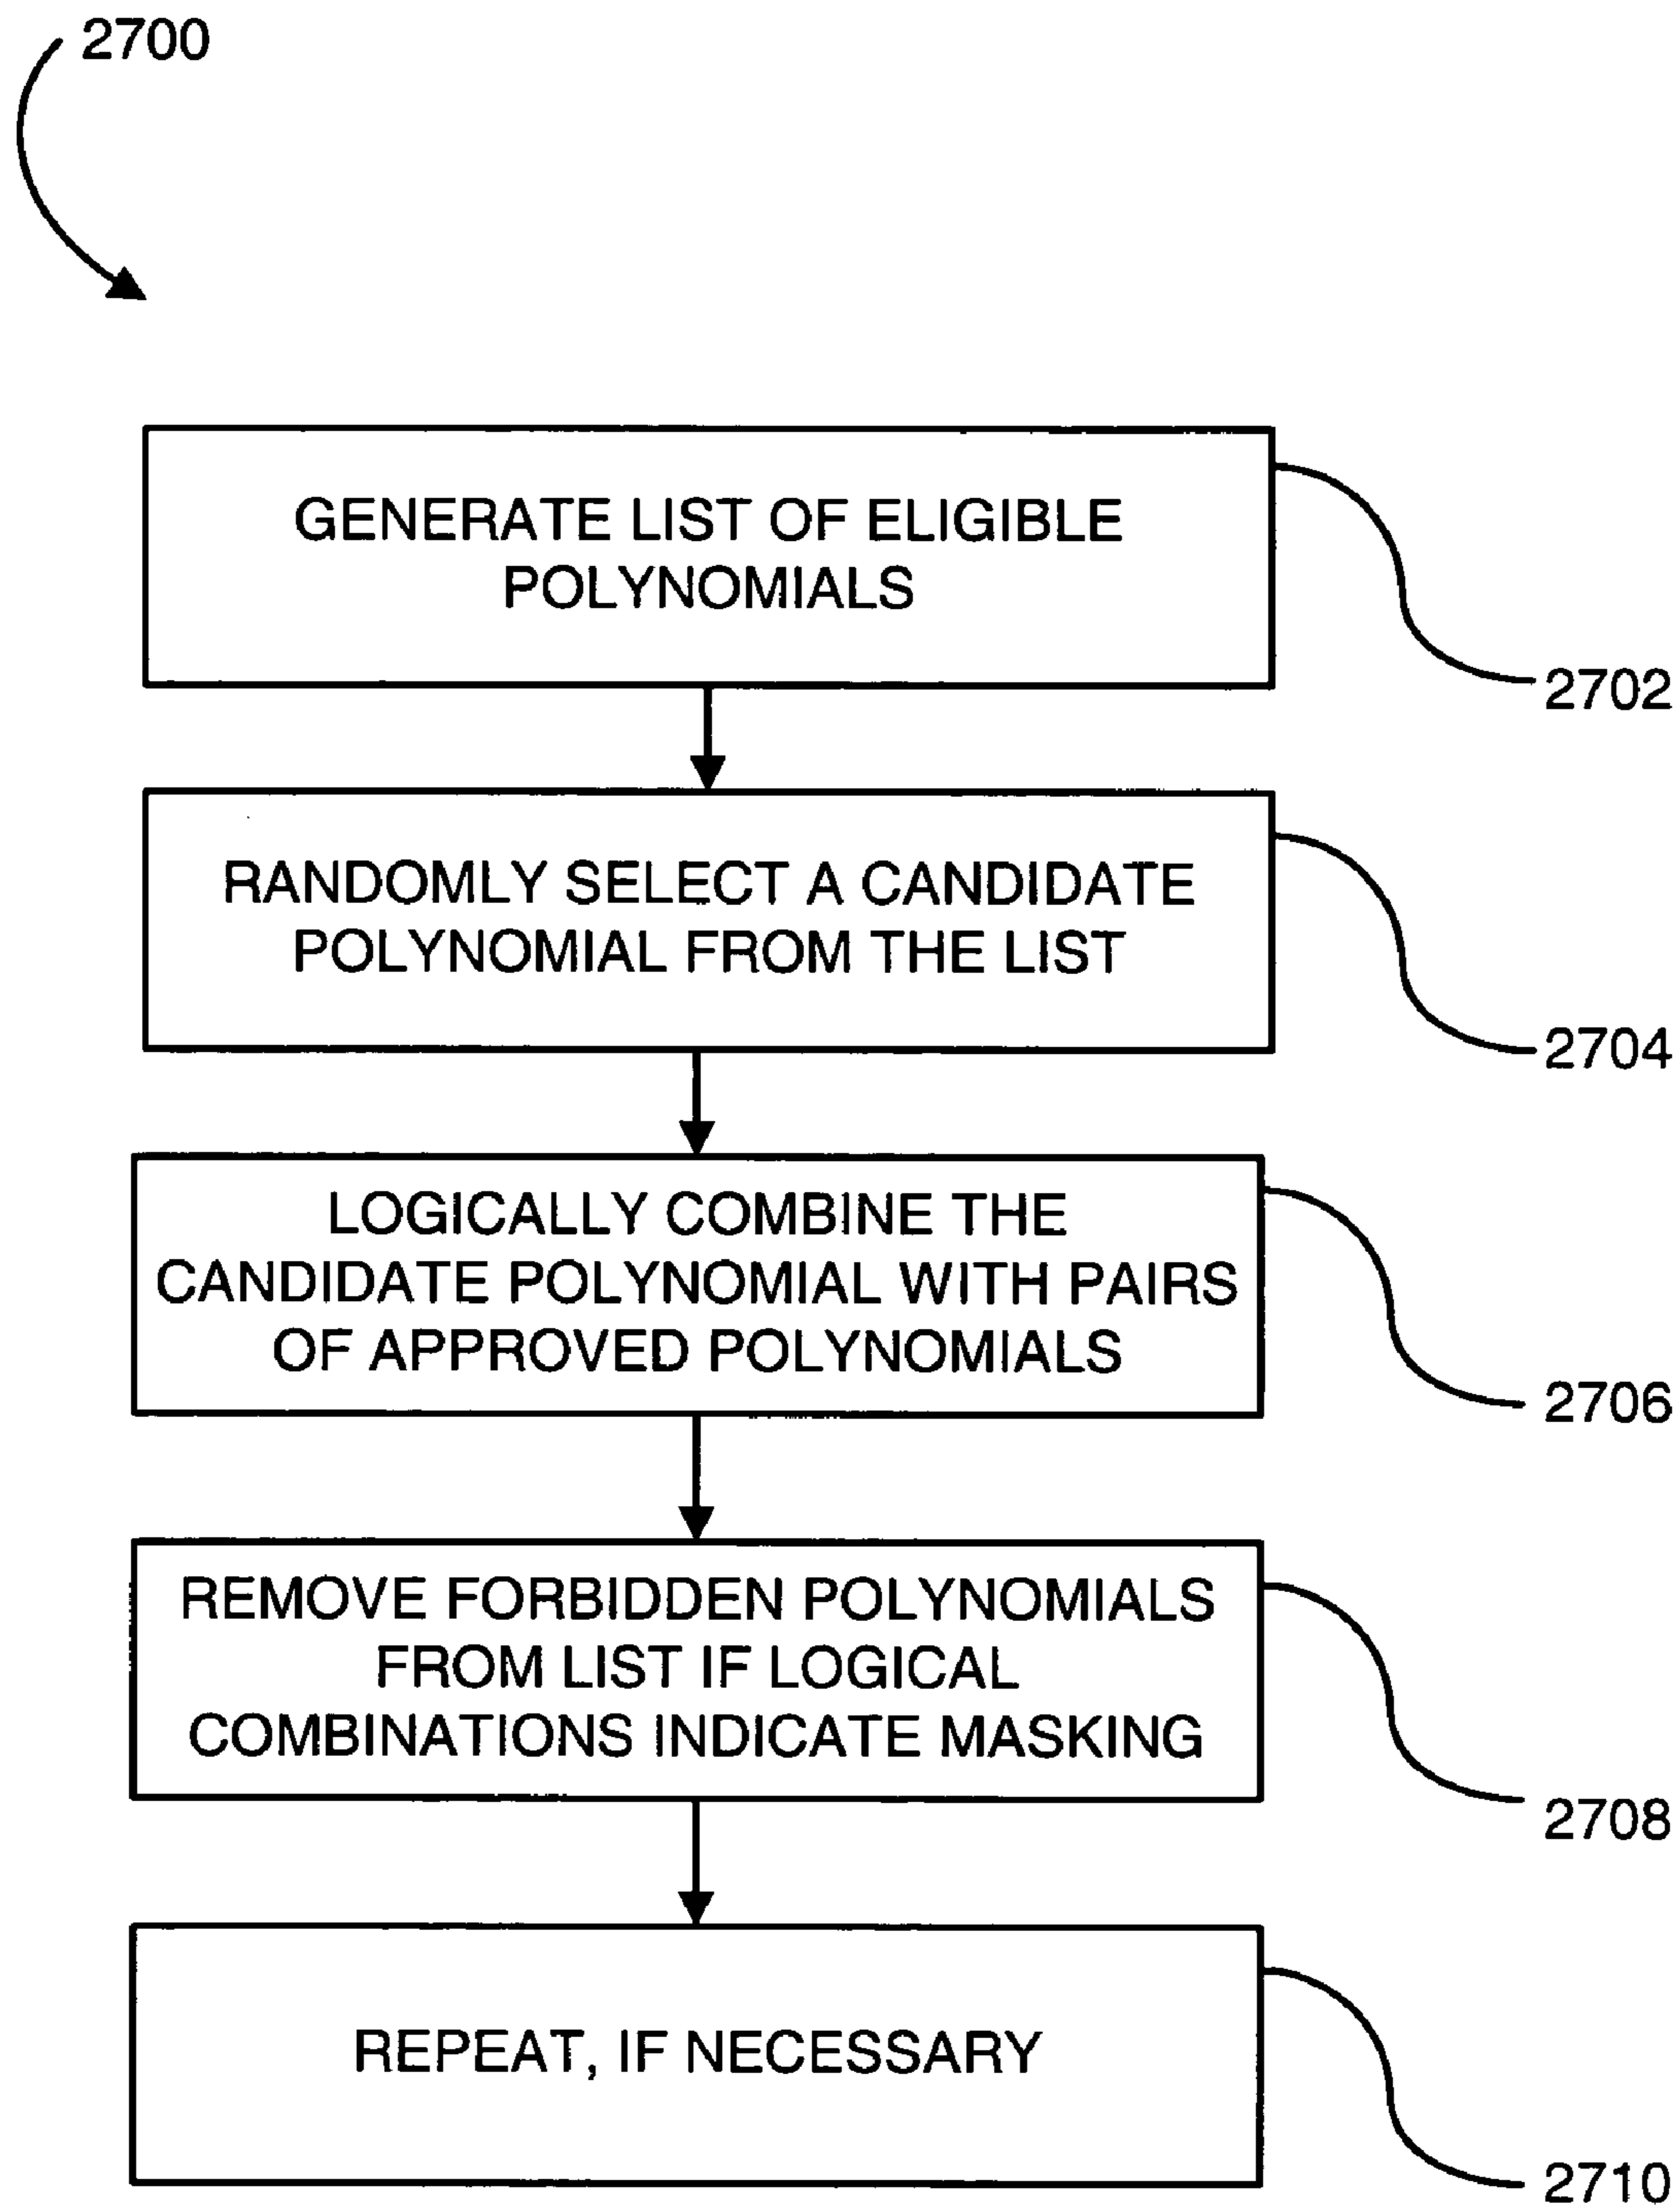 2700
GENERATE LIST OF ELIGIBLE
POLYNOMIALS
2702
RANDOMLY SELECT A CANDIDATE
POLYNOMIAL FROM THE LIST
2704
LOGICALLY COMBINE THE
CANDIDATE POLYNOMIAL WITH PAIRS
OF APPROVED POLYNOMIALS
2706
REMOVE FORBIDDEN POLYNOMIALS
FROM LIST IF LOGICAL
COMBINATIONS INDICATE MASKING
2708
REPEAT, IF NECESSARY
2710